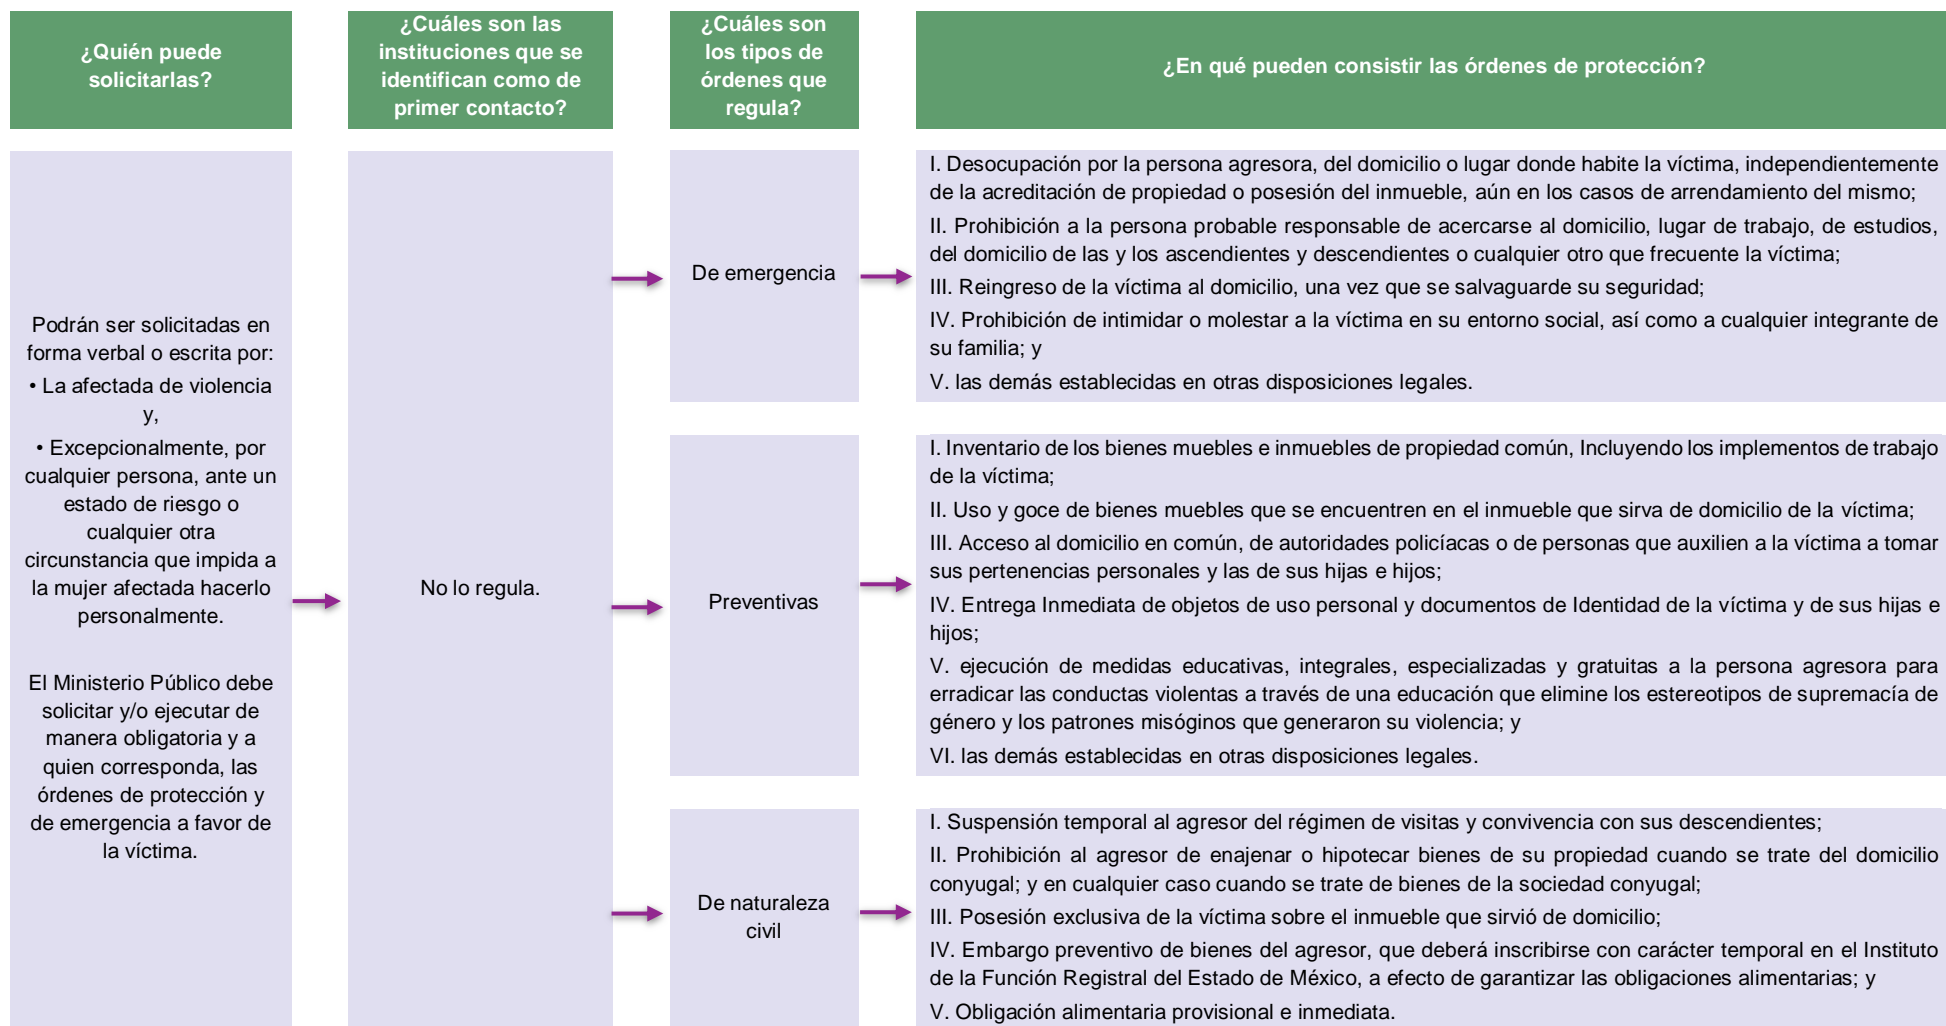 ¿Quién puede
solicitarlas?
¿Cuáles son las
instituciones que se
identifican como de
primer contacto?
¿Cuáles son
los tipos de
órdenes que
regula?
¿En qué pueden consistir las órdenes de protección?
Podrán ser solicitadas en
forma verbal o escrita por:
• La afectada de violencia
y,
• Excepcionalmente, por
cualquier persona, ante un
estado de riesgo o
cualquier otra
circunstancia que impida a
la mujer afectada hacerlo
personalmente.
El Ministerio Público debe
solicitar y/o ejecutar de
manera obligatoria y a
quien corresponda, las
órdenes de protección y
de emergencia a favor de
la víctima.
No lo regula.
De emergencia
I. Desocupación por la persona agresora, del domicilio o lugar donde habite la víctima, independientemente
de la acreditación de propiedad o posesión del inmueble, aún en los casos de arrendamiento del mismo;
II. Prohibición a la persona probable responsable de acercarse al domicilio, lugar de trabajo, de estudios,
del domicilio de las y los ascendientes y descendientes o cualquier otro que frecuente la víctima;
III. Reingreso de la víctima al domicilio, una vez que se salvaguarde su seguridad;
IV. Prohibición de intimidar o molestar a la víctima en su entorno social, así como a cualquier integrante de
su familia; y
V. las demás establecidas en otras disposiciones legales.
Preventivas
I. Inventario de los bienes muebles e inmuebles de propiedad común, Incluyendo los implementos de trabajo
de la víctima;
II. Uso y goce de bienes muebles que se encuentren en el inmueble que sirva de domicilio de la víctima;
III. Acceso al domicilio en común, de autoridades policíacas o de personas que auxilien a la víctima a tomar
sus pertenencias personales y las de sus hijas e hijos;
IV. Entrega Inmediata de objetos de uso personal y documentos de Identidad de la víctima y de sus hijas e
hijos;
V. ejecución de medidas educativas, integrales, especializadas y gratuitas a la persona agresora para
erradicar las conductas violentas a través de una educación que elimine los estereotipos de supremacía de
género y los patrones misóginos que generaron su violencia; y
VI. las demás establecidas en otras disposiciones legales.
De naturaleza
civil
I. Suspensión temporal al agresor del régimen de visitas y convivencia con sus descendientes;
II. Prohibición al agresor de enajenar o hipotecar bienes de su propiedad cuando se trate del domicilio
conyugal; y en cualquier caso cuando se trate de bienes de la sociedad conyugal;
III. Posesión exclusiva de la víctima sobre el inmueble que sirvió de domicilio;
IV. Embargo preventivo de bienes del agresor, que deberá inscribirse con carácter temporal en el Instituto
de la Función Registral del Estado de México, a efecto de garantizar las obligaciones alimentarias; y
V. Obligación alimentaria provisional e inmediata.